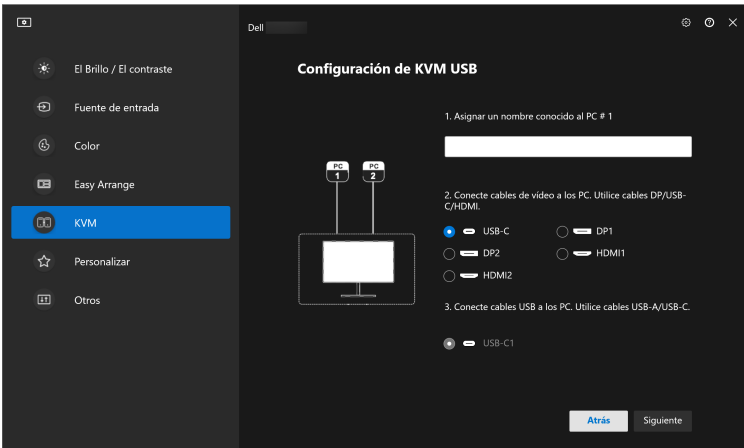 Dell
El Brillo / El contraste
Fuente de entrada
Color
Easy Arrange
KVM
Personalizar
Otros
Configuración de KVM USB
PC
1
PC
2
1. Asignar un nombre conocido al PC # 1
2. Conecte cables de vídeo a los PC. Utilice cables DP/USB-
C/HDMI.
USB-C
DP1
DP2
HDMI1
HDMI2
3. Conecte cables USB a los PC. Utilice cables USB-A/USB-C.
USB-C1
Atrás
Siguiente